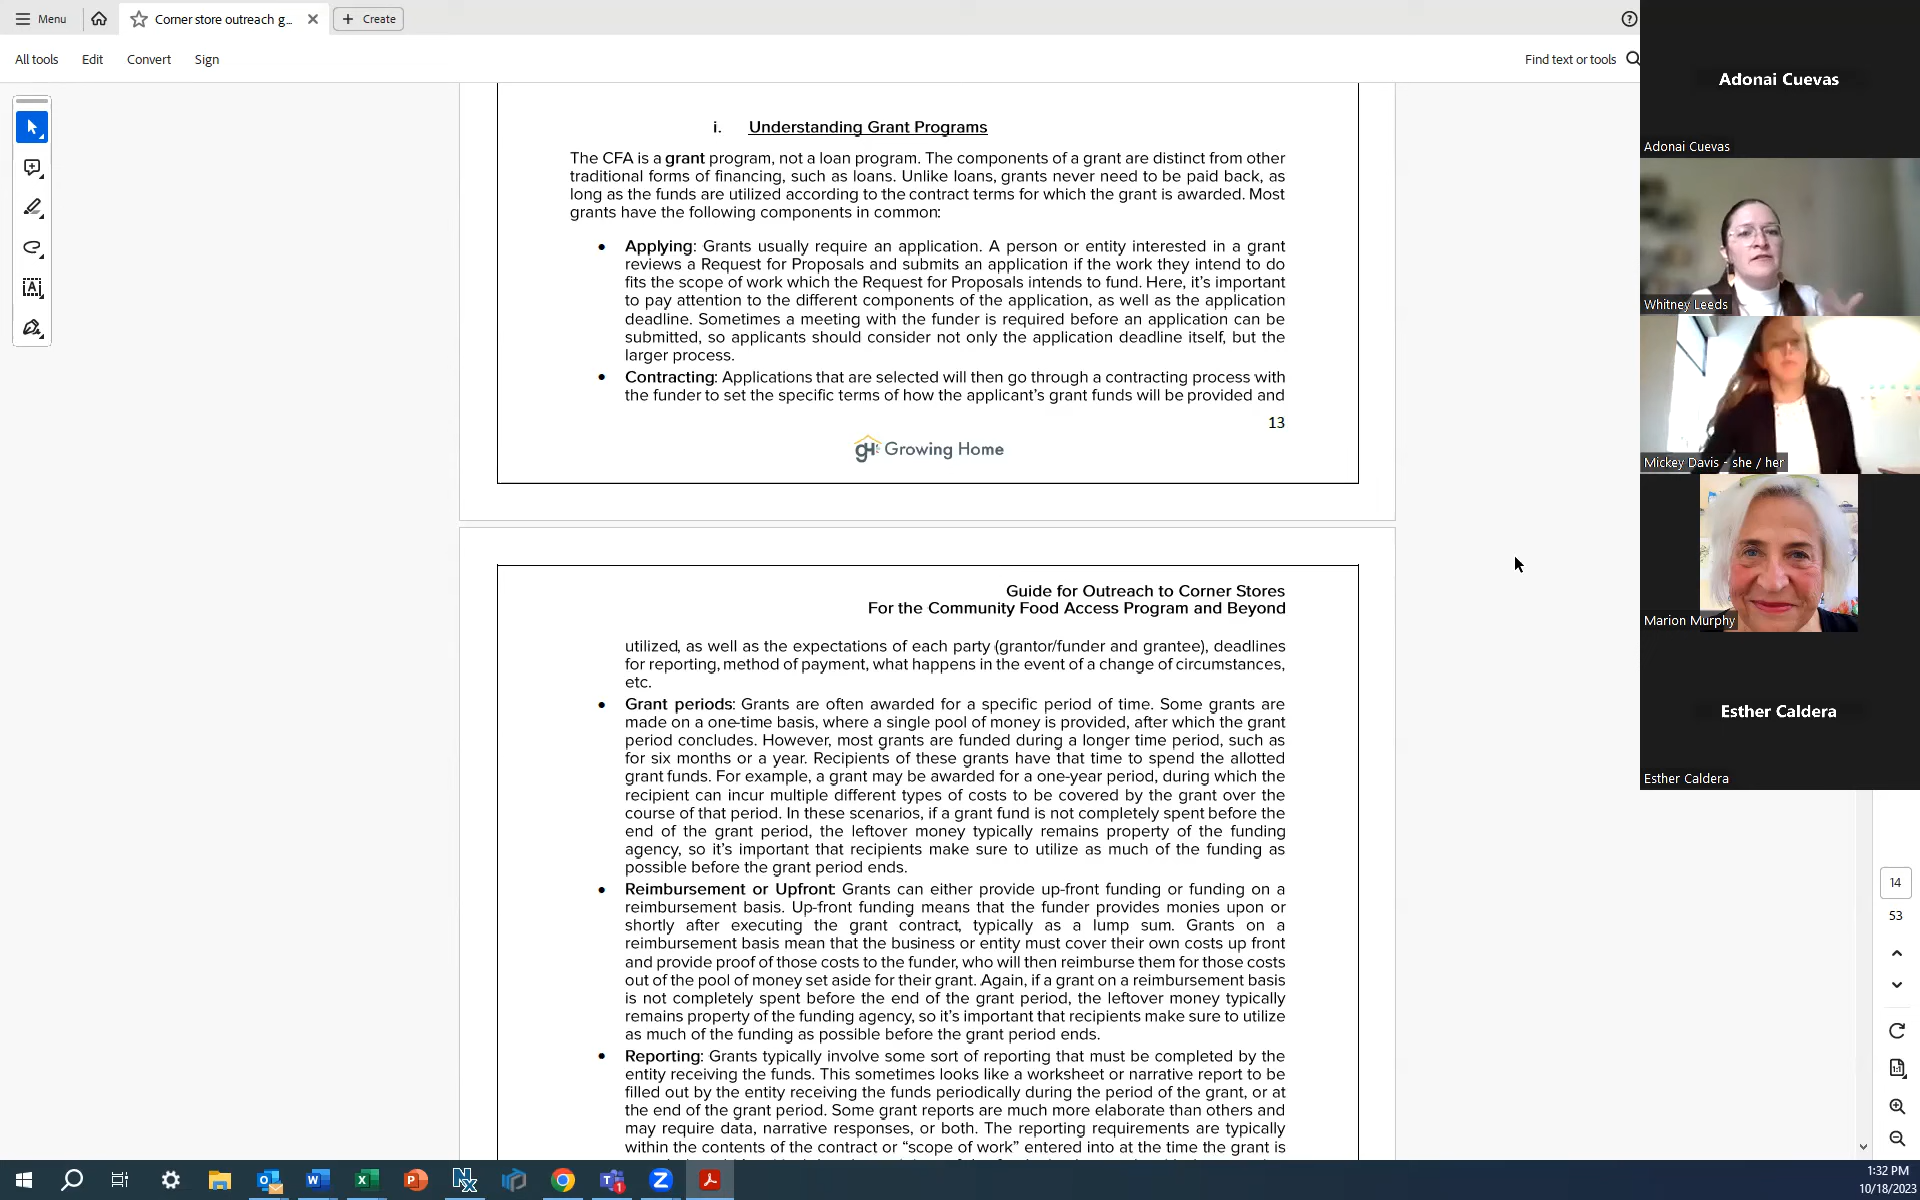 Menu
Corner store outreach g...
Create
All tools
Edit
Convert
Sign
Find text or tools
i. Understanding Grant Programs
The CFA is a grant program, not a loan program. The components of a grant are distinct from other
traditional forms of financing, such as loans. Unlike loans, grants never need to be paid back, as
long as the funds are utilized according to the contract terms for which the grant is awarded. Most
grants have the following components in common:
• Applying: Grants usually require an application. A person or entity interested in a grant
reviews a Request for Proposals and submits an application if the work they intend to do
fits the scope of work which the Request for Proposals intends to fund. Here, it's important
to pay attention to the different components of the application, as well as the application
deadline. Sometimes a meeting with the funder is required before an application can be
submitted, so applicants should consider not only the application deadline itself, but the
larger process.
• Contracting: Applications that are selected will then go through a contracting process with
the funder to set the specific terms of how the applicant's grant funds will be provided and
13
gH Growing Home
Guide for Outreach to Corner Stores
For the Community Food Access Program and Beyond
utilized, as well as the expectations of each party (grantor/funder and grantee), deadlines
for reporting, method of payment, what happens in the event of a change of circumstances,
etc.
• Grant periods: Grants are often awarded for a specific period of time. Some grants are
made on a one-time basis, where a single pool of money is provided, after which the grant
period concludes. However, most grants are funded during a longer time period, such as
for six months or a year. Recipients of these grants have that time to spend the allotted
grant funds. For example, a grant may be awarded for a one-year period, during which the
recipient can incur multiple different types of costs to be covered by the grant over the
course of that period. In these scenarios, if a grant fund is not completely spent before the
end of the grant period, the leftover money typically remains property of the funding
agency, so it's important that recipients make sure to utilize as much of the funding as
possible before the grant period ends.
• Reimbursement or Upfront: Grants can either provide up-front funding or funding on a
reimbursement basis. Up-front funding means that the funder provides monies upon or
shortly after executing the grant contract, typically as a lump sum. Grants on a
reimbursement basis mean that the business or entity must cover their own costs up front
and provide proof of those costs to the funder, who will then reimburse them for those costs
out of the pool of money set aside for their grant. Again, if a grant on a reimbursement basis
is not completely spent before the end of the grant period, the leftover money typically
remains property of the funding agency, so it's important that recipients make sure to utilize
as much of the funding as possible before the grant period ends.
• Reporting: Grants typically involve some sort of reporting that must be completed by the
entity receiving the funds. This sometimes looks like a worksheet or narrative report to be
filled out by the entity receiving the funds periodically during the period of the grant, or at
the end of the grant period. Some grant reports are much more elaborate than others and
may require data, narrative responses, or both. The reporting requirements are typically
within the contents of the contract or “scope of work” entered into at the time the grant is
Adonai Cuevas
Adonai Cuevas
Whitney Leeds
Mickey Davis - she / her
Marion Murphy
Esther Caldera
Esther Caldera
14
53
1:32 PM
10/18/2023